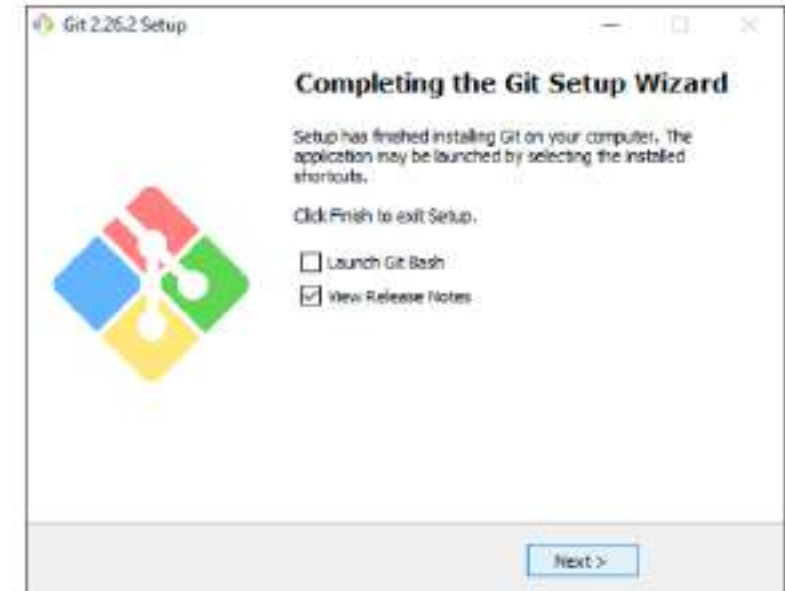 Git 2.26.2 Setup
Completing the Git Setup Wizard
Setup has finished installing Git on your computer. The
application may be launched by selecting the installed
shortcuts.
Click Finish to exit Setup.
Launch Git Bash
View Release Notes
Next >